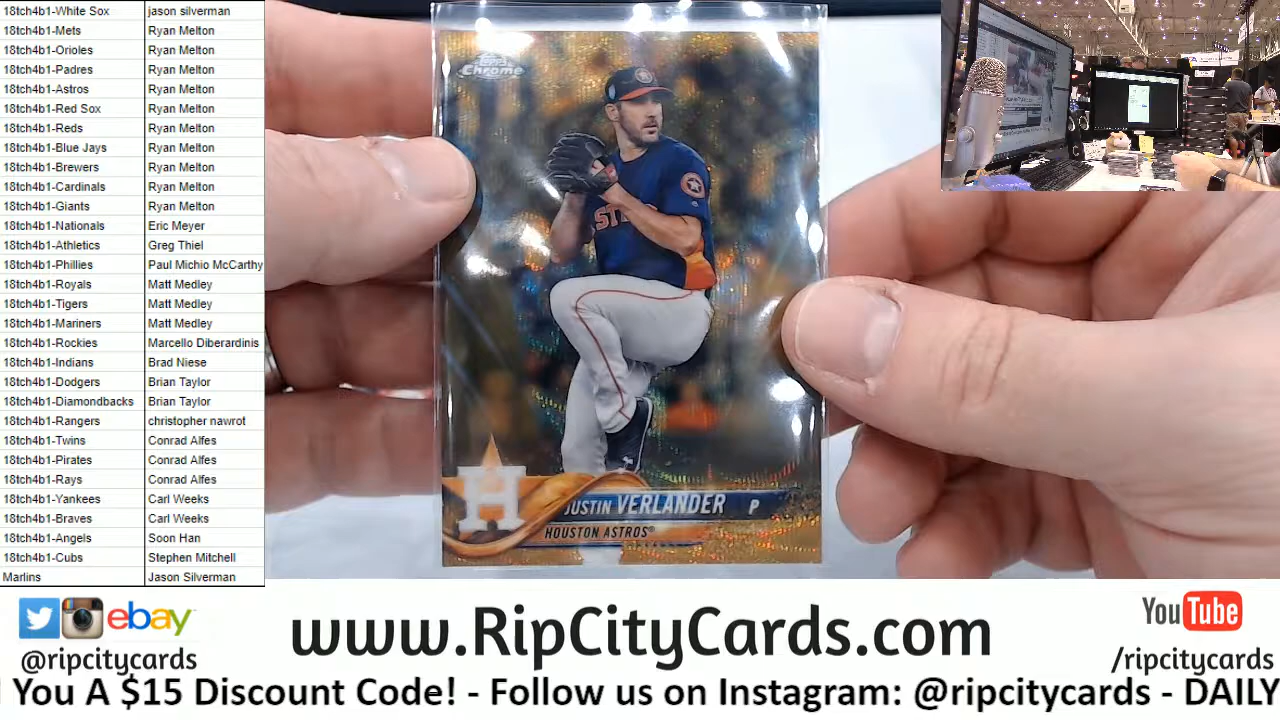 18tch4b1-White Sox jason silverman
18tch4b1-Mets Ryan Melton
18tch4b1-Orioles Ryan Melton
18tch4b1-Padres Ryan Melton
18tch4b1-Astros Ryan Melton
18tch4b1-Red Sox Ryan Melton
18tch4b1-Reds Ryan Melton
18tch4b1-Blue Jays Ryan Melton
18tch4b1-Brewers Ryan Melton
18tch4b1-Cardinals Ryan Melton
18tch4b1-Giants Ryan Melton
18tch4b1-Nationals Eric Meyer
18tch4b1-Athletics Greg Thiel
18tch4b1-Phillies Paul Michio McCarthy
18tch4b1-Royals Matt Medley
18tch4b1-Tigers Matt Medley
18tch4b1-Mariners Matt Medley
18tch4b1-Rockies Marcello Diberardinis
18tch4b1-Indians Brad Niese
18tch4b1-Dodgers Brian Taylor
18tch4b1-Diamondbacks Brian Taylor
18tch4b1-Rangers christopher nawrot
18tch4b1-Twins Conrad Alfes
18tch4b1-Pirates Conrad Alfes
18tch4b1-Rays Conrad Alfes
18tch4b1-Yankees Carl Weeks
18tch4b1-Braves Carl Weeks
18tch4b1-Angels Soon Han
18tch4b1-Cubs Stephen Mitchell
Marlins Jason Silverman
Chrome
H
JUSTIN VERLANDER P
HOUSTON ASTROS®
ebay
@ripcitycards
www.RipCityCards.com
YouTube
/ripcitycards
You A $15 Discount Code! - Follow us on Instagram: @ripcitycards - DAILY